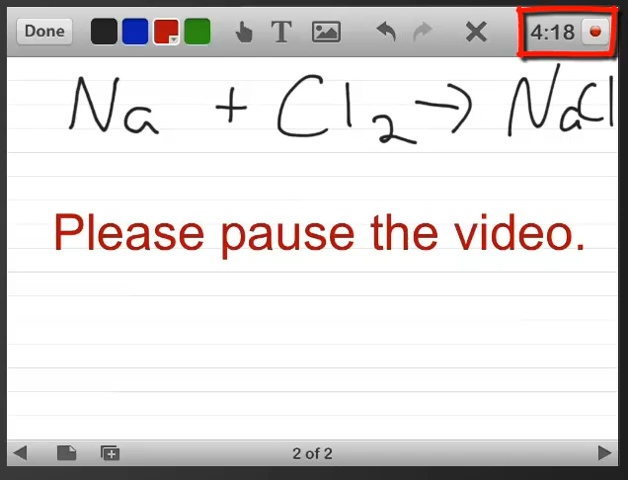 Done T 4:18
Na + Cl₂ → NaCl
Please pause the video.
2 of 2